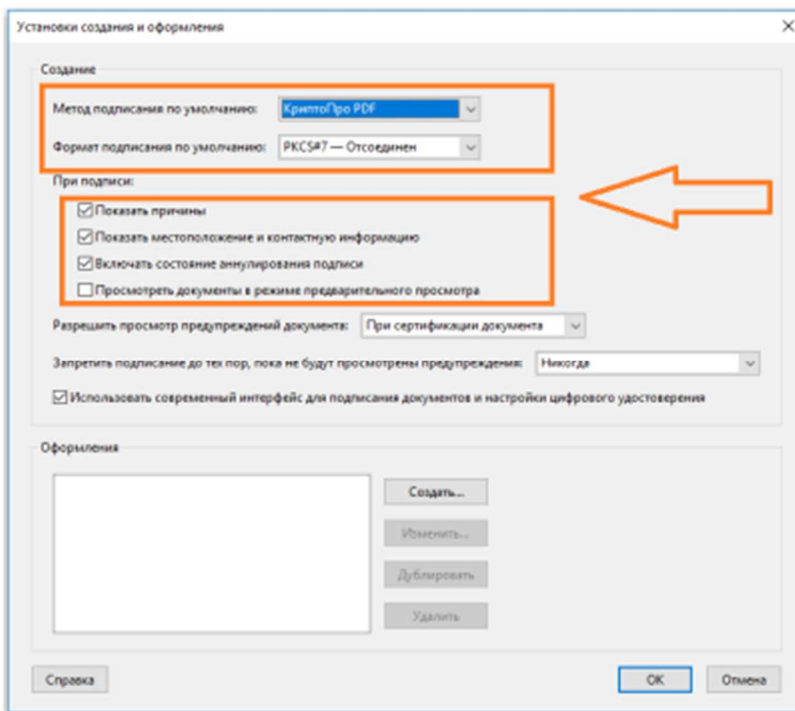 Установки создания и оформления
Создание
Метод подписания по умолчанию: КриптоПро PDF
Формат подписания по умолчанию: PKCS#7 — Отсоединен
При подписи:
Показать причины
Показать местоположение и контактную информацию
Включать состояние аннулирования подписи
Просмотреть документы в режиме предварительного просмотра
Разрешить просмотр предупреждений документа: При сертификации документа
Запретить подписание до тех пор, пока не будут просмотрены предупреждения: Никогда
Использовать современный интерфейс для подписания документов и настройки цифрового удостоверения
Оформления
Создать...
Изменить...
Дублировать
Удалить
Справка OK Отмена